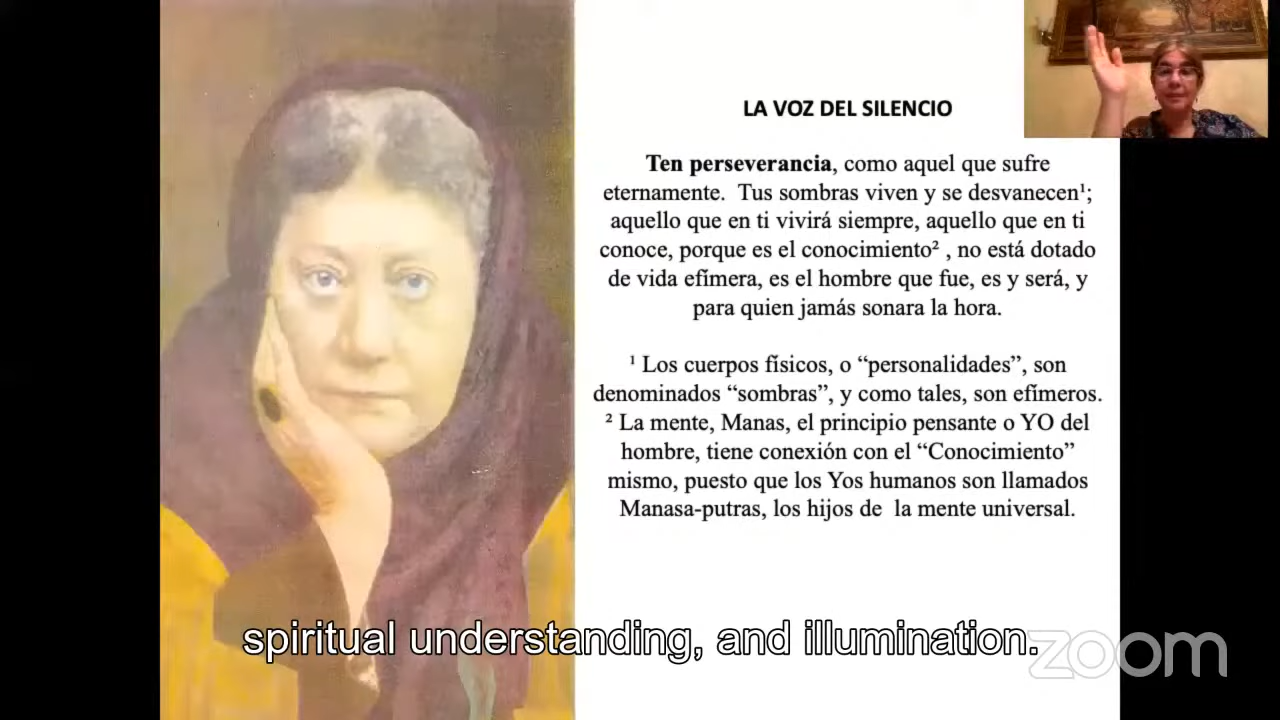 LA VOZ DEL SILENCIO
Ten perseverancia, como aquel que sufre
eternamente. Tus sombras viven y se desvanecen¹;
aquello que en ti vivirá siempre, aquello que en ti
conoce, porque es el conocimiento² , no está dotado
de vida efímera, es el hombre que fue, es y será, y
para quien jamás sonara la hora.
¹ Los cuerpos físicos, o “personalidades”, son
denominados “sombras”, y como tales, son efímeros.
² La mente, Manas, el principio pensante o YO del
hombre, tiene conexión con el “Conocimiento”
mismo, puesto que los Yos humanos son llamados
Manasa-putras, los hijos de la mente universal.
spiritual understanding, and illumination.
zoom